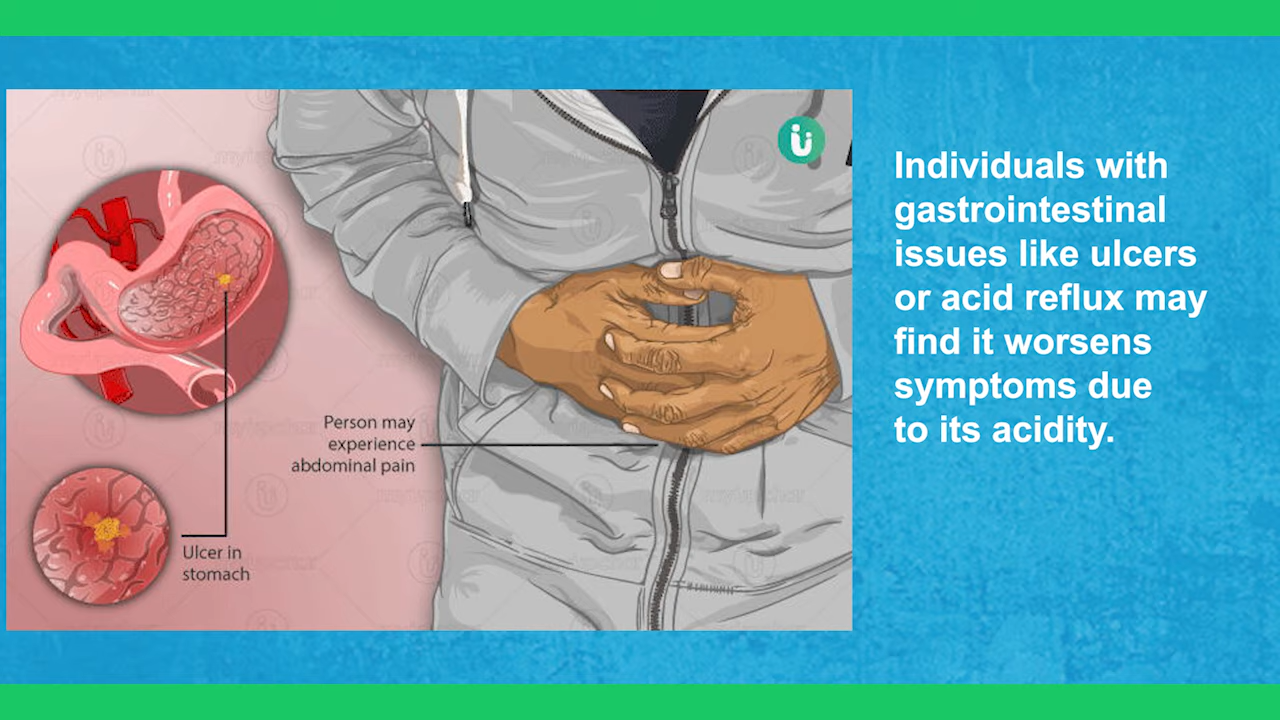 Individuals with
gastrointestinal
issues like ulcers
or acid reflux may
find it worsens
symptoms due
to its acidity.
Person may
experience
abdominal pain
Ulcer in
stomach